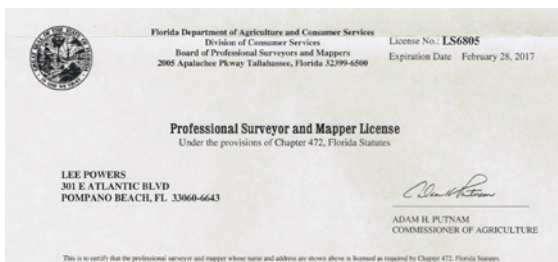 Florida Department of Agriculture and Consumer Services
Division of Consumer Services
Board of Professional Surveyors and Mappers
2005 Apalachee Pkway Tallahassee, Florida 32399-6500
License No.: LS6805
Expiration Date February 28, 2017
Professional Surveyor and Mapper License
Under the provisions of Chapter 472, Florida Statutes
LEE POWERS
301 E ATLANTIC BLVD
POMPANO BEACH, FL 33060-6643
ADAM H. PUTNAM
COMMISSIONER OF AGRICULTURE
This is to certify that the professional surveyor and mapper whose name and address are shown above is licensed as required by Chapter 472, Florida Statutes.